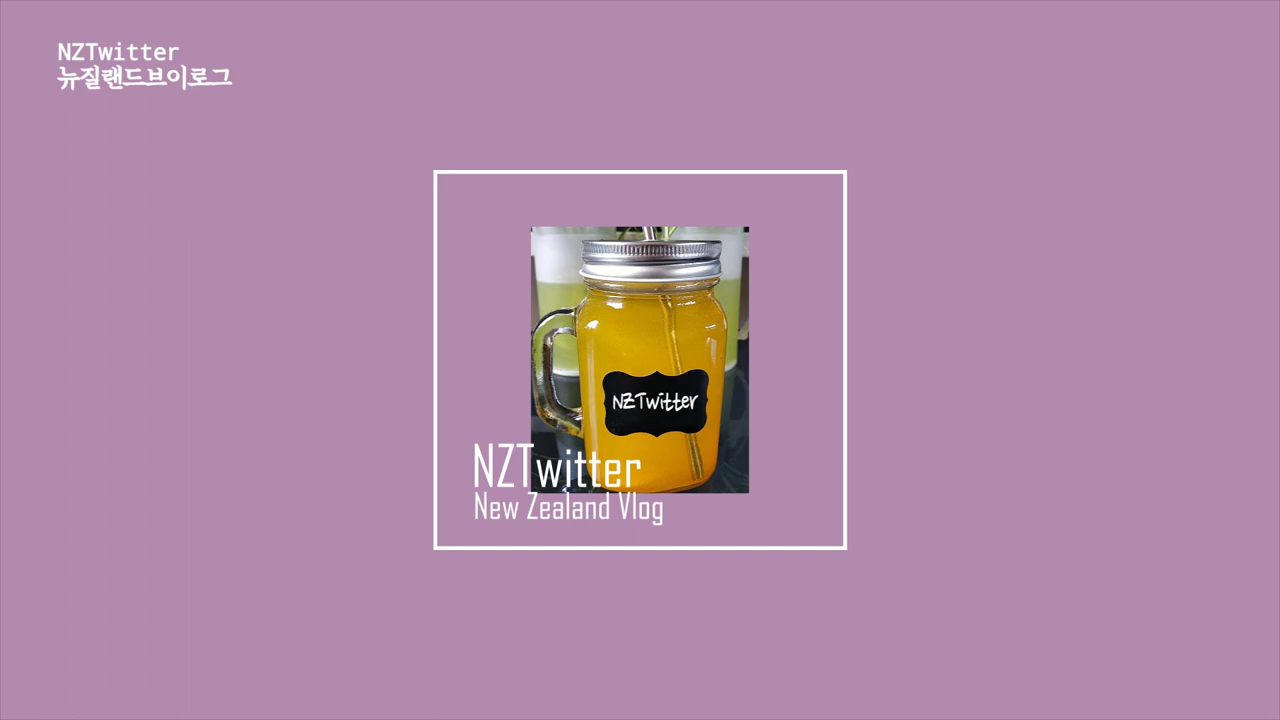 NZTwitter
뉴질랜드브이로그
NZTwitter
NZTwitter
New Zealand Vlog